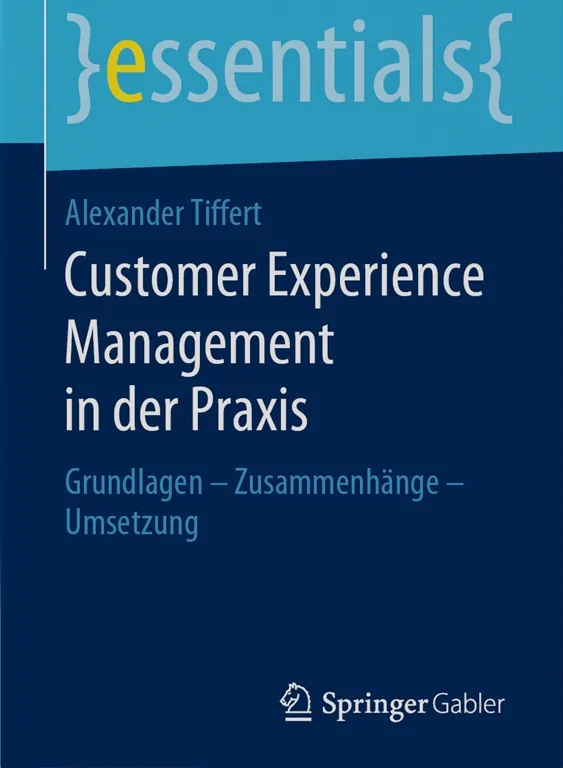 }essentials{
Alexander Tiffert
Customer Experience
Management
in der Praxis
Grundlagen – Zusammenhänge –
Umsetzung
Springer Gabler